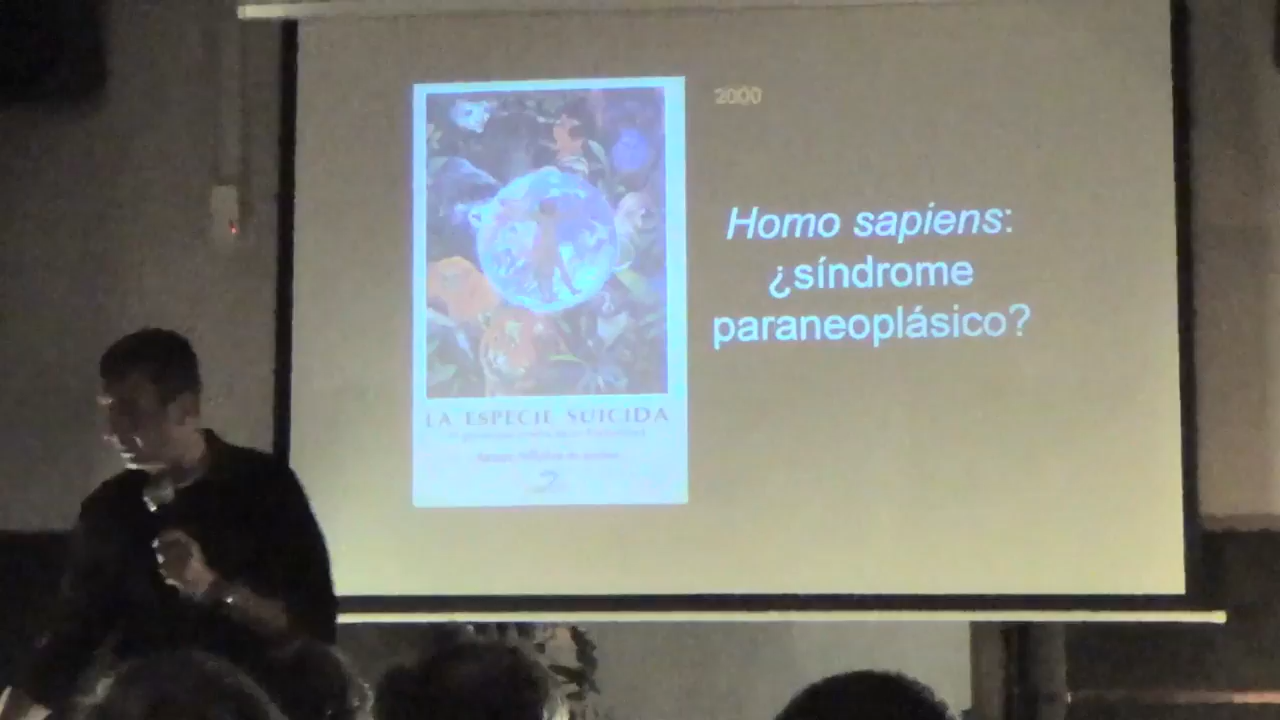 2000
Homo sapiens:
¿síndrome
paraneoplásico?
LA ESPECIE SUICIDA